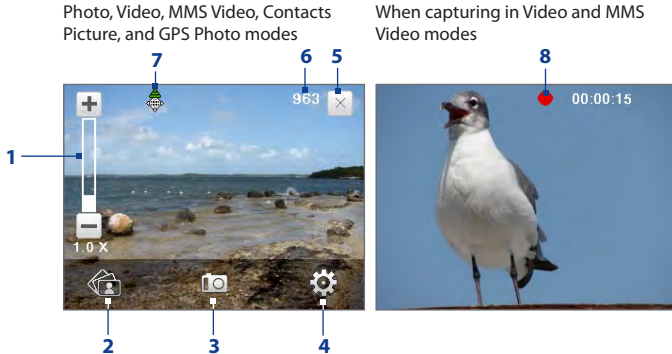 Photo, Video, MMS Video, Contacts
Picture, and GPS Photo modes
When capturing in Video and MMS
Video modes
7
6
5
8
963
00:00:15
1
1.0 X
2
3
4